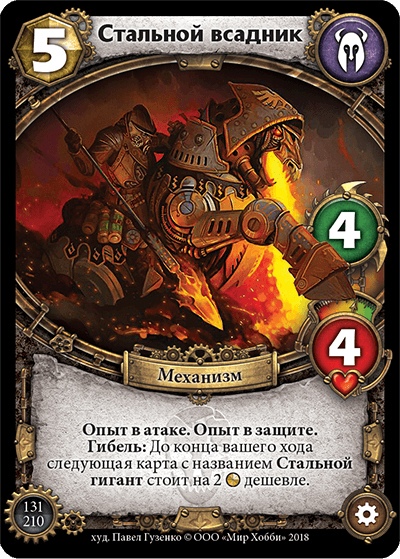 5
Стальной всадник
4
4
Механизм
Опыт в атаке. Опыт в защите.
Гибель: До конца вашего хода
следующая карта с названием Стальной
гигант стоит на 2 дешевле.
131
210
худ. Павел Гузенко © ООО «Мир Хобби» 2018